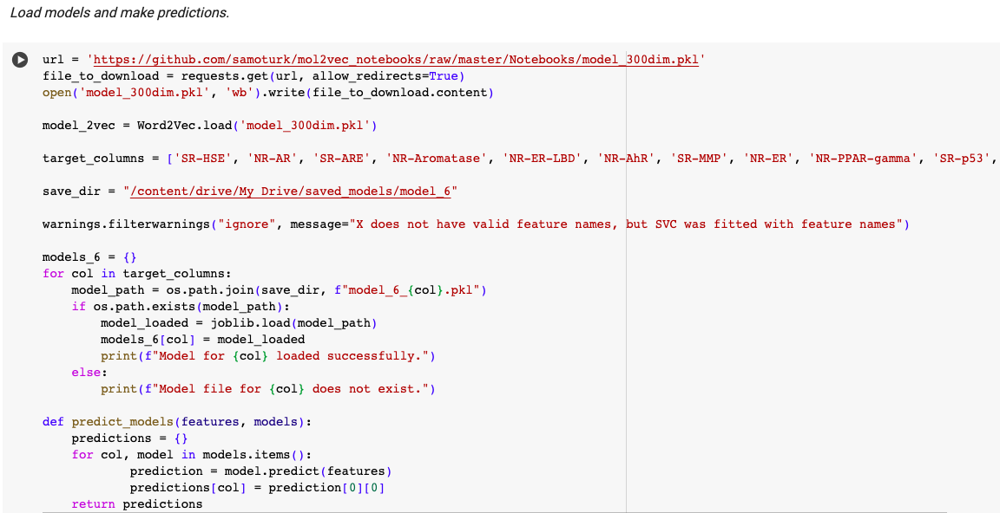 Load models and make predictions.
url = 'https://github.com/samoturk/mol2vec_notebooks/raw/master/Notebooks/model_300dim.pkl'
file_to_download = requests.get(url, allow_redirects=True)
open('model_300dim.pkl', 'wb').write(file_to_download.content)
model_2vec = Word2Vec.load('model_300dim.pkl')
target_columns = ['SR-HSE', 'NR-AR', 'SR-ARE', 'NR-Aromatase', 'NR-ER-LBD', 'NR-AhR', 'SR-MMP', 'NR-ER', 'NR-PPAR-gamma', 'SR-p53',
save_dir = "/content/drive/My Drive/saved_models/model_6"
warnings.filterwarnings("ignore", message="X does not have valid feature names, but SVC was fitted with feature names")
models_6 = {}
for col in target_columns:
    model_path = os.path.join(save_dir, f"model_6_{col}.pkl")
    if os.path.exists(model_path):
        model_loaded = joblib.load(model_path)
        models_6[col] = model_loaded
        print(f"Model for {col} loaded successfully.")
    else:
        print(f"Model file for {col} does not exist.")
def predict_models(features, models):
    predictions = {}
    for col, model in models.items():
            prediction = model.predict(features)
            predictions[col] = prediction[0][0]
    return predictions